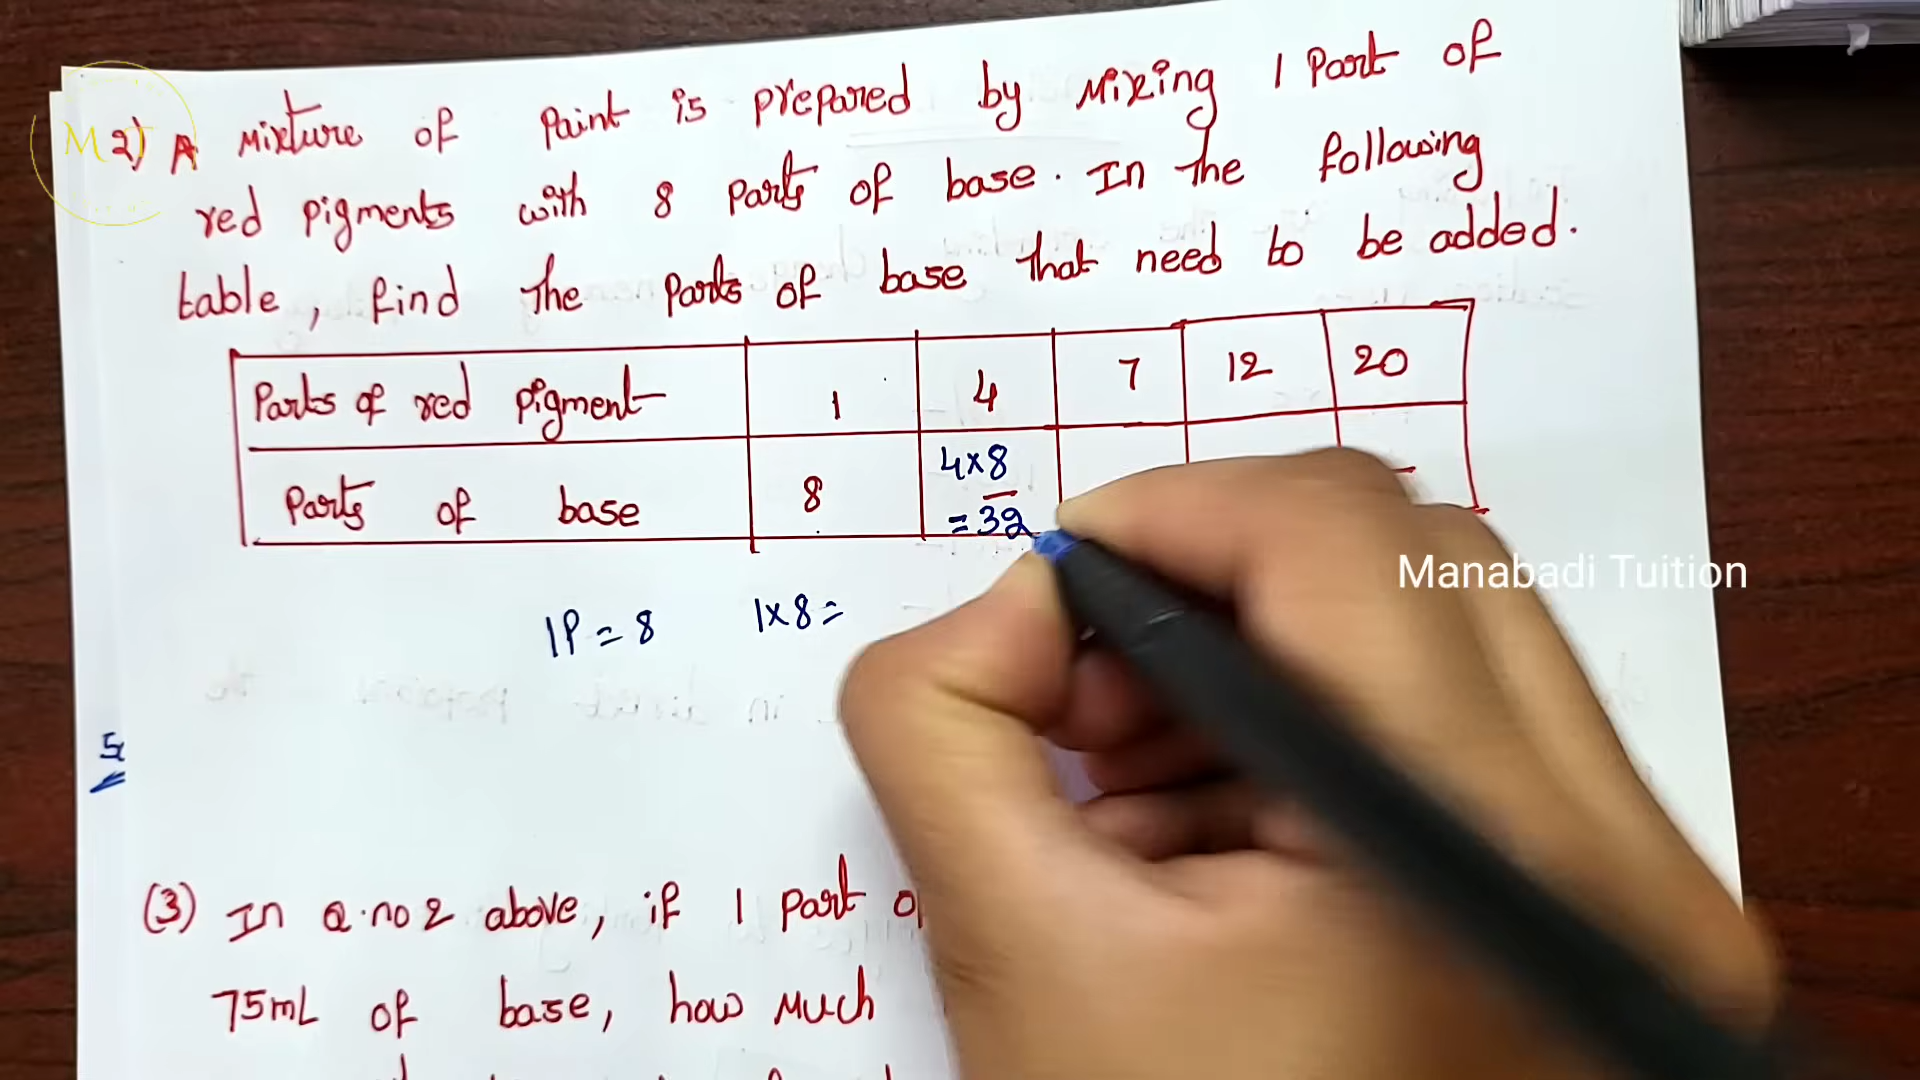 2) A Mixture of Paint is prepared by Mixing 1 Part of
red pigments with 8 Parts of base. In the following
table, find the Parts of base that need to be added.
Parts of red pigment 1 4 7 12 20
Parts of base 8 4×8
= 32
1P = 8 1×8 =
Manabadi Tuition
(3) In Q.no 2 above, if 1 part
75mL of base, how much